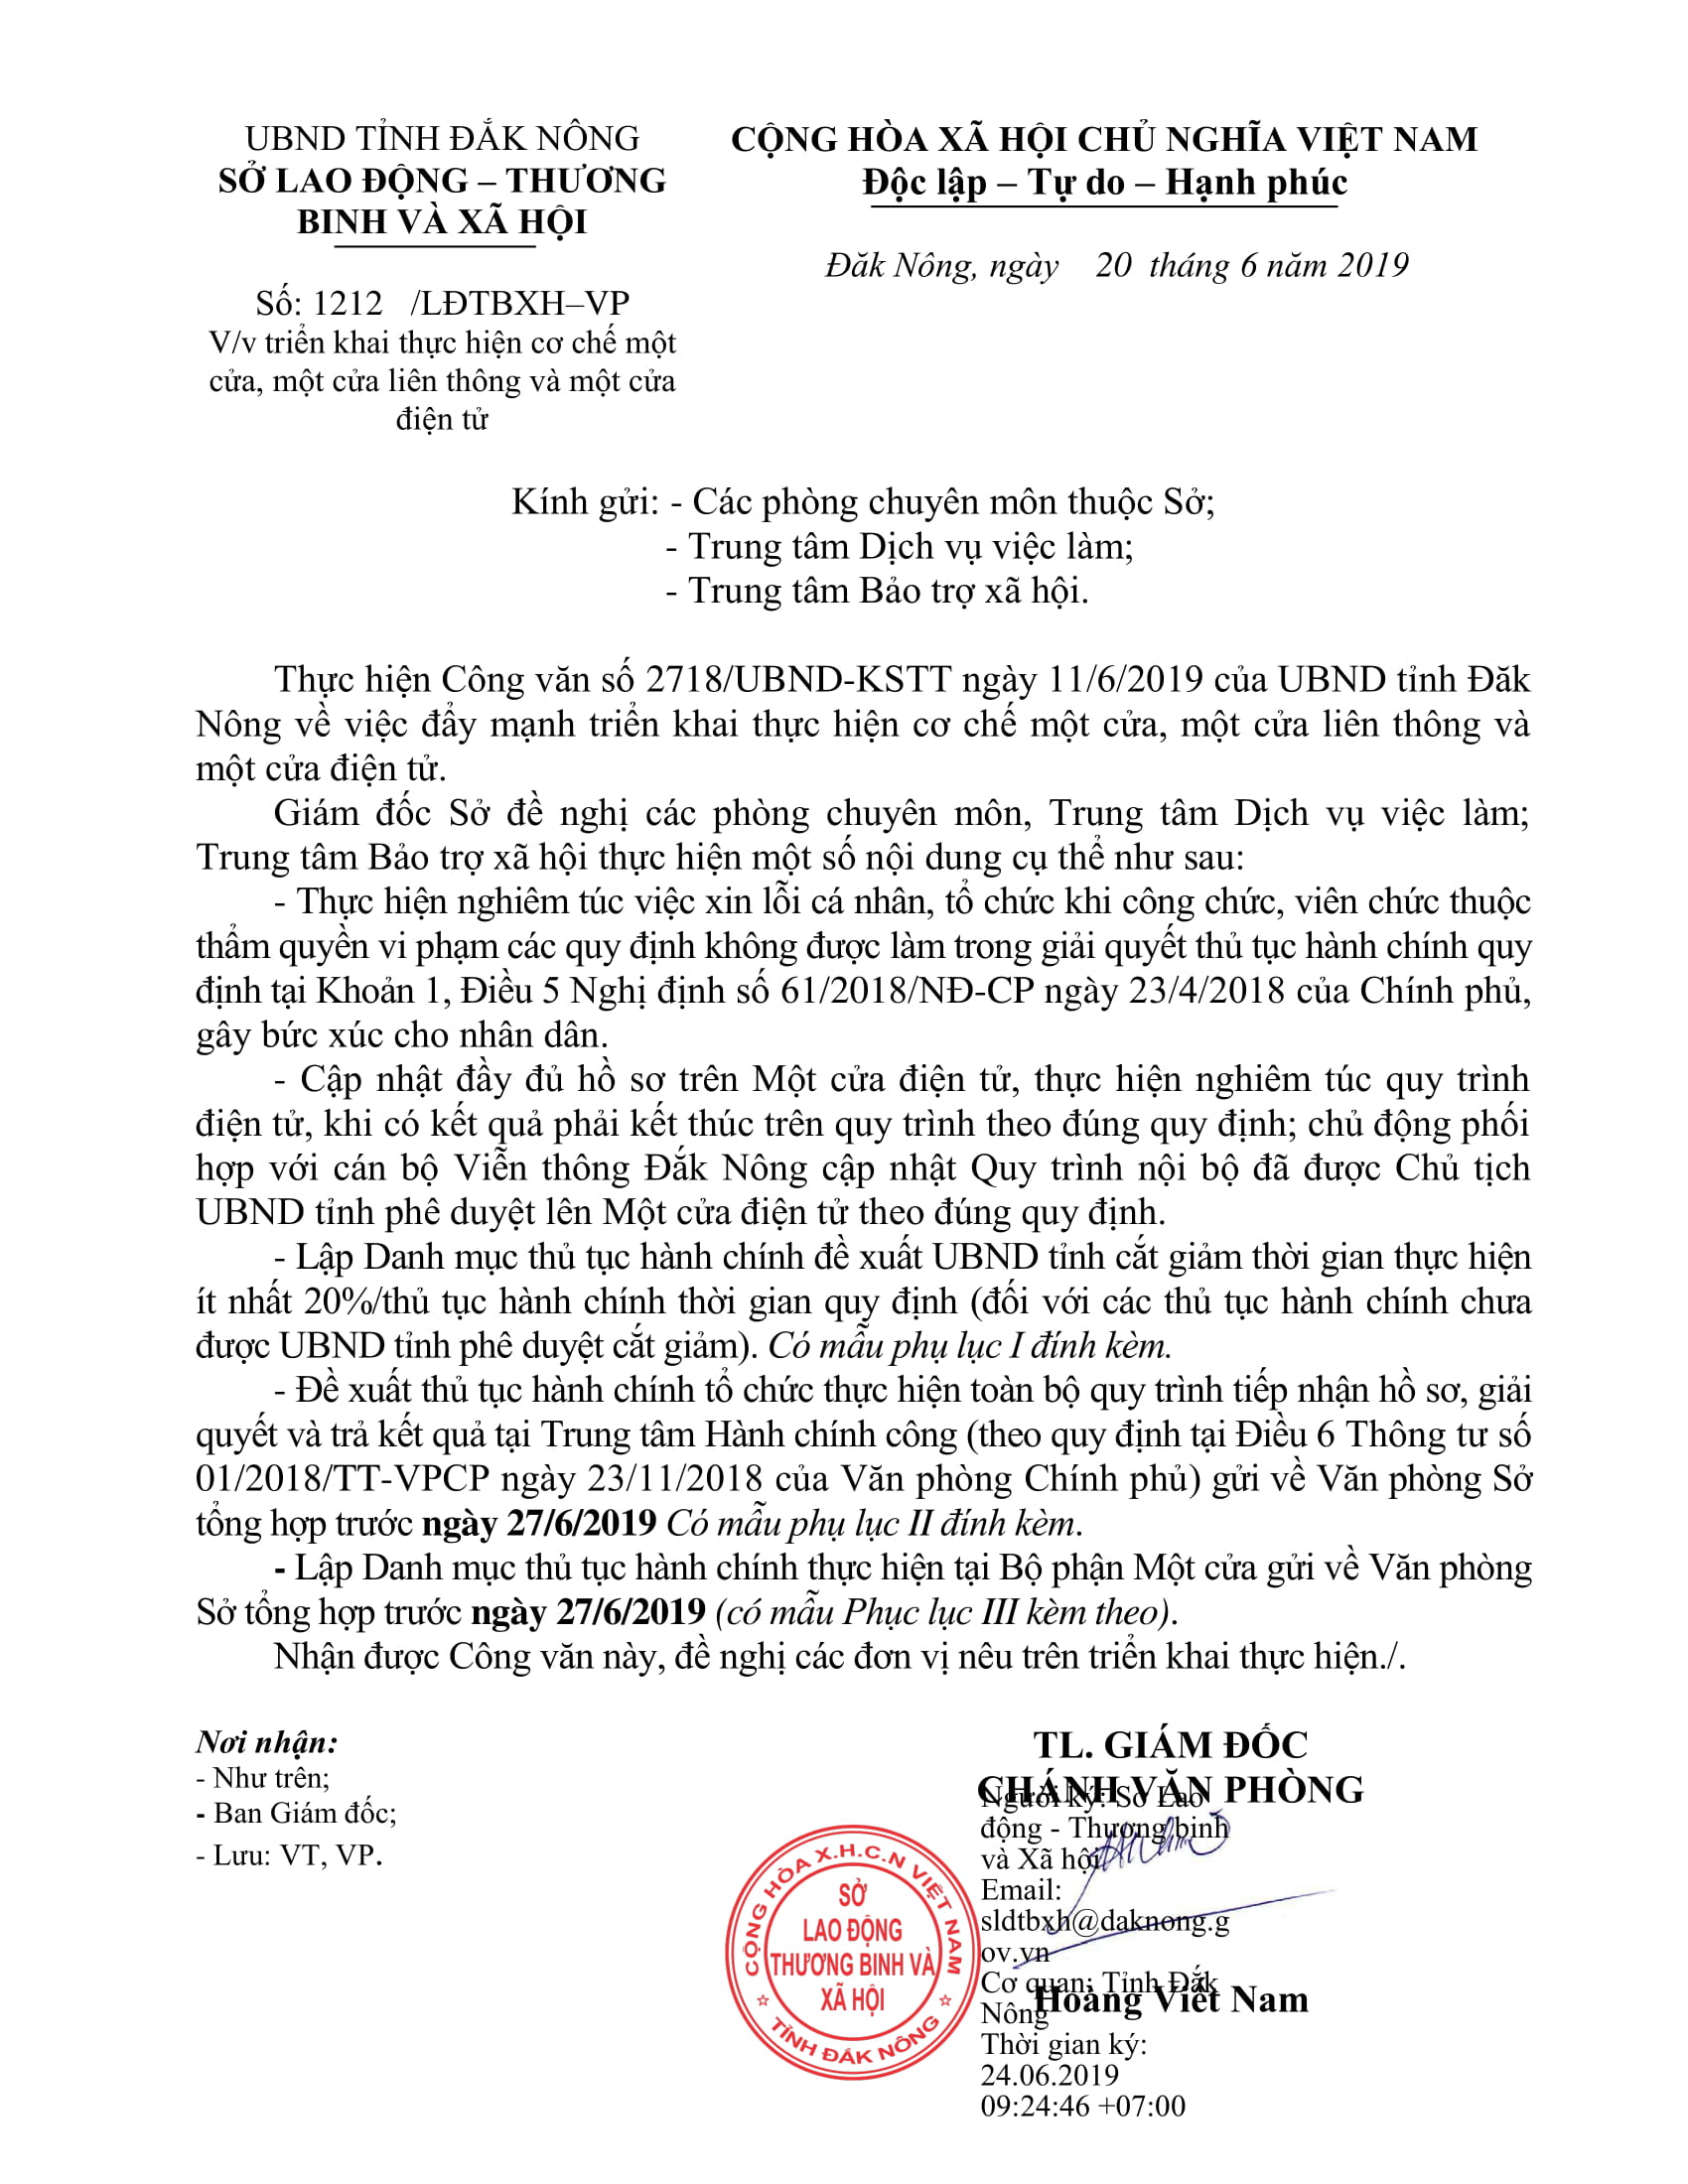 UBND TỈNH ĐẮK NÔNG
SỞ LAO ĐỘNG – THƯƠNG
BINH VÀ XÃ HỘI
CỘNG HÒA XÃ HỘI CHỦ NGHĨA VIỆT NAM
Độc lập – Tự do – Hạnh phúc
Đăk Nông, ngày 20 tháng 6 năm 2019
Số: 1212 /LĐTBXH–VP
V/v triển khai thực hiện cơ chế một
cửa, một cửa liên thông và một cửa
điện tử
Kính gửi: - Các phòng chuyên môn thuộc Sở;
- Trung tâm Dịch vụ việc làm;
- Trung tâm Bảo trợ xã hội.
Thực hiện Công văn số 2718/UBND-KSTT ngày 11/6/2019 của UBND tỉnh Đăk
Nông về việc đẩy mạnh triển khai thực hiện cơ chế một cửa, một cửa liên thông và
một cửa điện tử.
Giám đốc Sở đề nghị các phòng chuyên môn, Trung tâm Dịch vụ việc làm;
Trung tâm Bảo trợ xã hội thực hiện một số nội dung cụ thể như sau:
- Thực hiện nghiêm túc việc xin lỗi cá nhân, tổ chức khi công chức, viên chức thuộc
thẩm quyền vi phạm các quy định không được làm trong giải quyết thủ tục hành chính quy
định tại Khoản 1, Điều 5 Nghị định số 61/2018/NĐ-CP ngày 23/4/2018 của Chính phủ,
gây bức xúc cho nhân dân.
- Cập nhật đầy đủ hồ sơ trên Một cửa điện tử, thực hiện nghiêm túc quy trình
điện tử, khi có kết quả phải kết thúc trên quy trình theo đúng quy định; chủ động phối
hợp với cán bộ Viễn thông Đắk Nông cập nhật Quy trình nội bộ đã được Chủ tịch
UBND tỉnh phê duyệt lên Một cửa điện tử theo đúng quy định.
- Lập Danh mục thủ tục hành chính đề xuất UBND tỉnh cắt giảm thời gian thực hiện
ít nhất 20%/thủ tục hành chính thời gian quy định (đối với các thủ tục hành chính chưa
được UBND tỉnh phê duyệt cắt giảm). Có mẫu phụ lục I đính kèm.
- Đề xuất thủ tục hành chính tổ chức thực hiện toàn bộ quy trình tiếp nhận hồ sơ, giải
quyết và trả kết quả tại Trung tâm Hành chính công (theo quy định tại Điều 6 Thông tư số
01/2018/TT-VPCP ngày 23/11/2018 của Văn phòng Chính phủ) gửi về Văn phòng Sở
tổng hợp trước ngày 27/6/2019 Có mẫu phụ lục II đính kèm.
- Lập Danh mục thủ tục hành chính thực hiện tại Bộ phận Một cửa gửi về Văn phòng
Sở tổng hợp trước ngày 27/6/2019 (có mẫu Phục lục III kèm theo).
Nhận được Công văn này, đề nghị các đơn vị nêu trên triển khai thực hiện./.
Nơi nhận:
- Như trên;
- Ban Giám đốc;
- Lưu: VT, VP.
TL. GIÁM ĐỐC
CHÁNH VĂN PHÒNG
Người ký: Sở Lao
động - Thương binh
và Xã hội
Email:
sldtbxh@daknong.g
ov.vn
Cơ quan: Tỉnh Đắk
Nông
Thời gian ký:
24.06.2019
09:24:46 +07:00
Hoàng Viết Nam
CỘNG HÒA X.H.C.N VIỆT NAM
SỞ
LAO ĐỘNG
THƯƠNG BINH VÀ
XÃ HỘI
TỈNH ĐẮK NÔNG